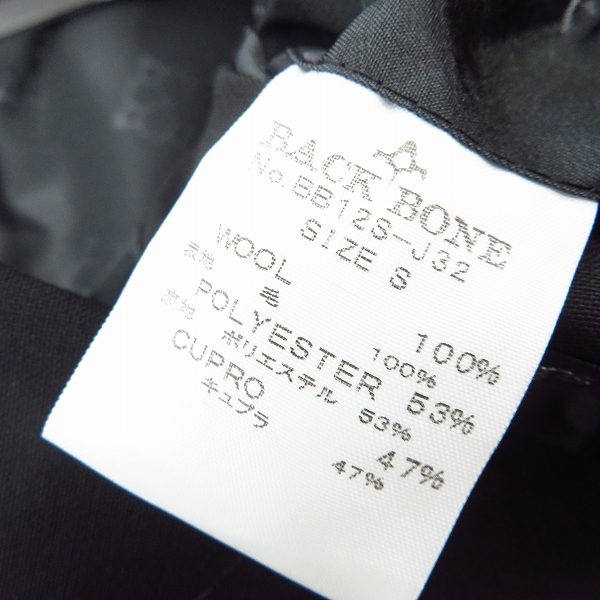 BACK BONE
No.BB12S-J32
SIZE S
表地 WOOL 100%
毛 100%
裏地 POLYESTER 53%
ポリエステル 53%
CUPRO 47%
キュプラ 47%